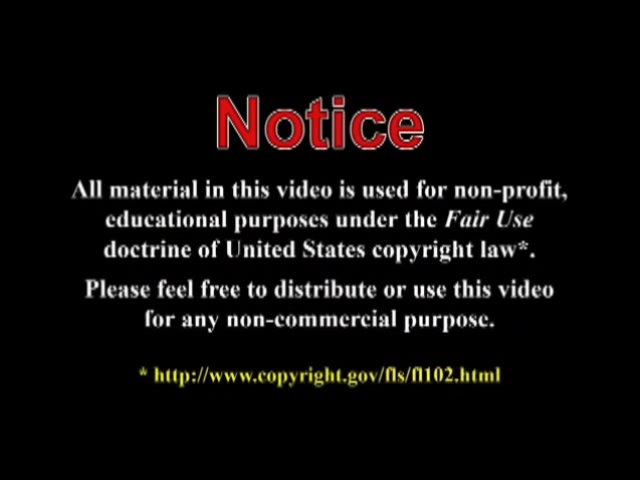 Notice
All material in this video is used for non-profit,
educational purposes under the Fair Use
doctrine of United States copyright law*.
Please feel free to distribute or use this video
for any non-commercial purpose.
* http://www.copyright.gov/fls/fl102.html